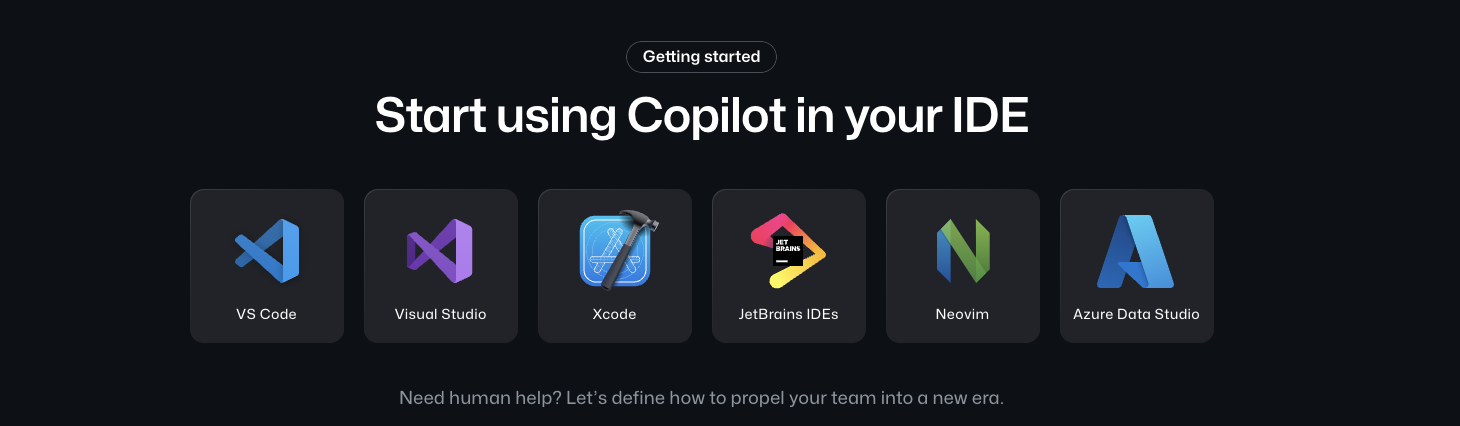 Getting started
Start using Copilot in your IDE
JET
BRAINS
VS Code
Visual Studio
Xcode
JetBrains IDEs
Neovim
Azure Data Studio
Need human help? Let's define how to propel your team into a new era.